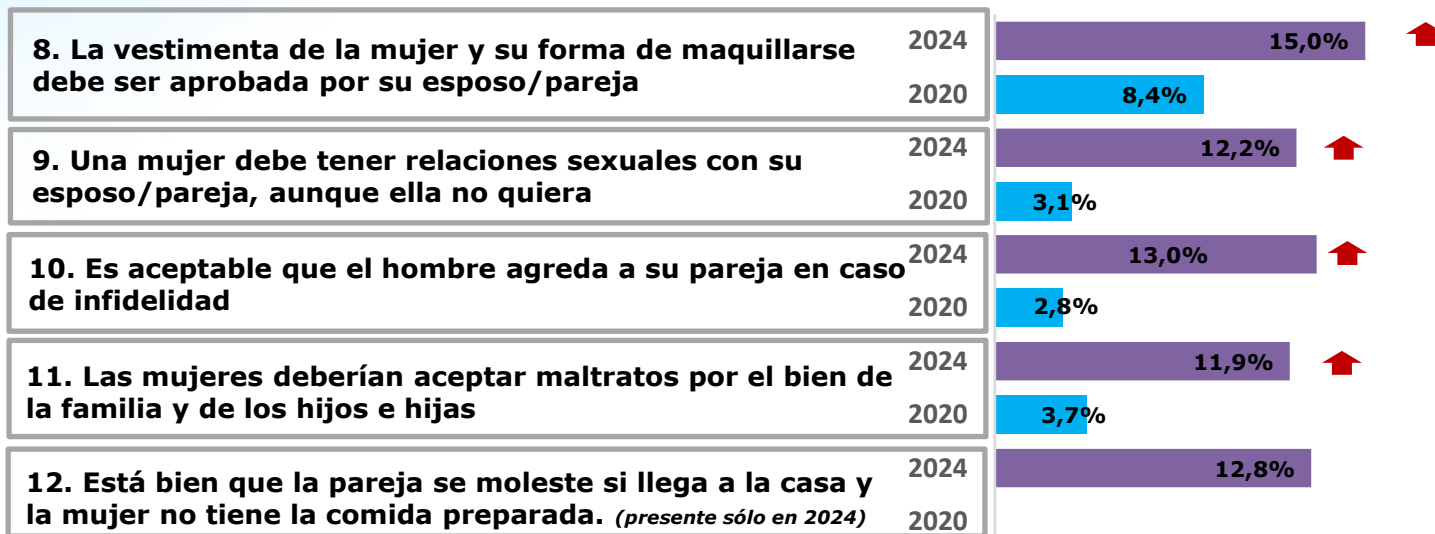 8. La vestimenta de la mujer y su forma de maquillarse
debe ser aprobada por su esposo/pareja
2024
15,0%
2020
8,4%
9. Una mujer debe tener relaciones sexuales con su
esposo/pareja, aunque ella no quiera
2024
12,2%
2020
3,1%
10. Es aceptable que el hombre agreda a su pareja en caso
de infidelidad
2024
13,0%
2020
2,8%
11. Las mujeres deberían aceptar maltratos por el bien de
la familia y de los hijos e hijas
2024
11,9%
2020
3,7%
12. Está bien que la pareja se moleste si llega a la casa y
la mujer no tiene la comida preparada. (presente sólo en 2024)
2024
12,8%
2020